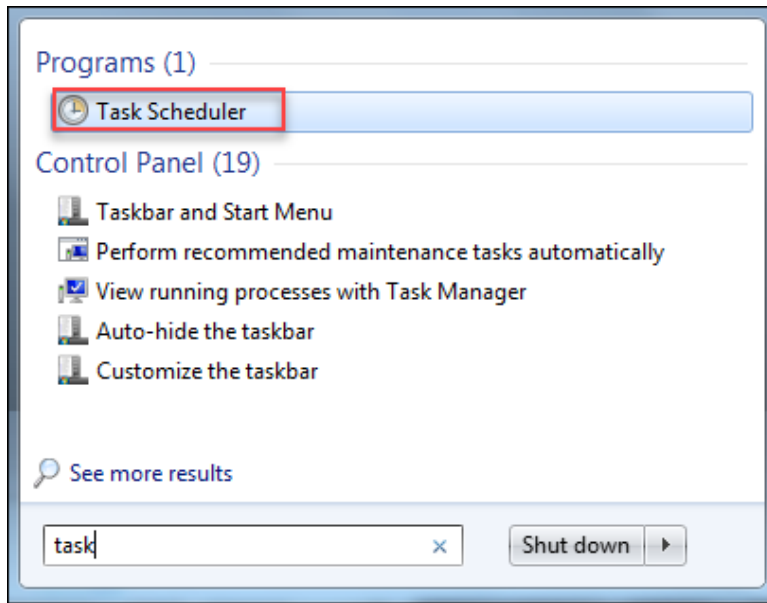 Programs (1)
Task Scheduler
Control Panel (19)
Taskbar and Start Menu
Perform recommended maintenance tasks automatically
View running processes with Task Manager
Auto-hide the taskbar
Customize the taskbar
See more results
task
Shut down